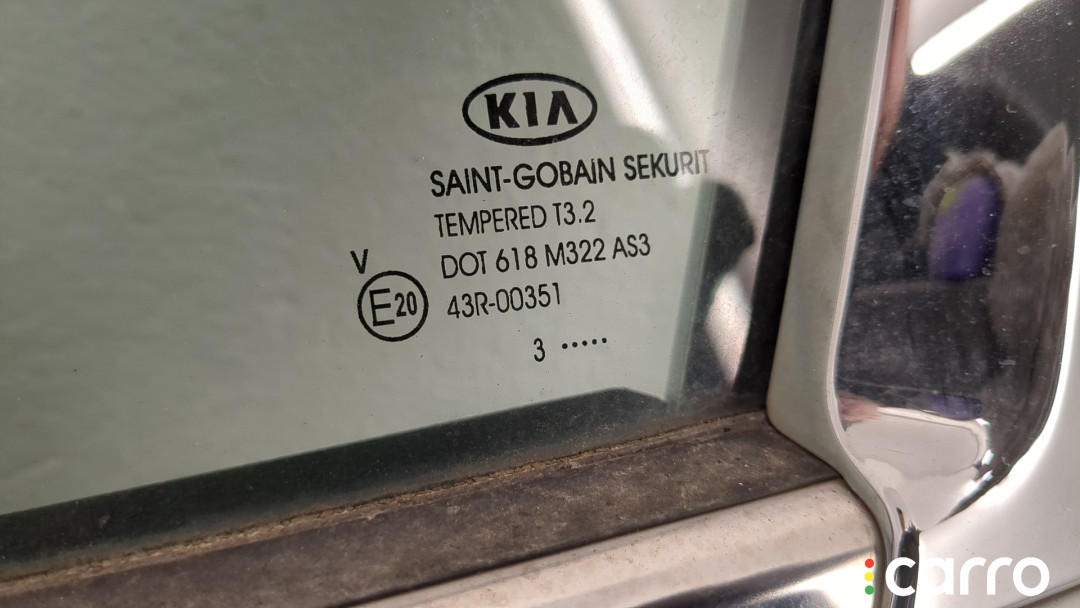 KIA
SAINT-GOBAIN SEKURIT
TEMPERED T3.2
DOT 618 M322 AS3
V
E20
43R-00351
3 •••••
carro